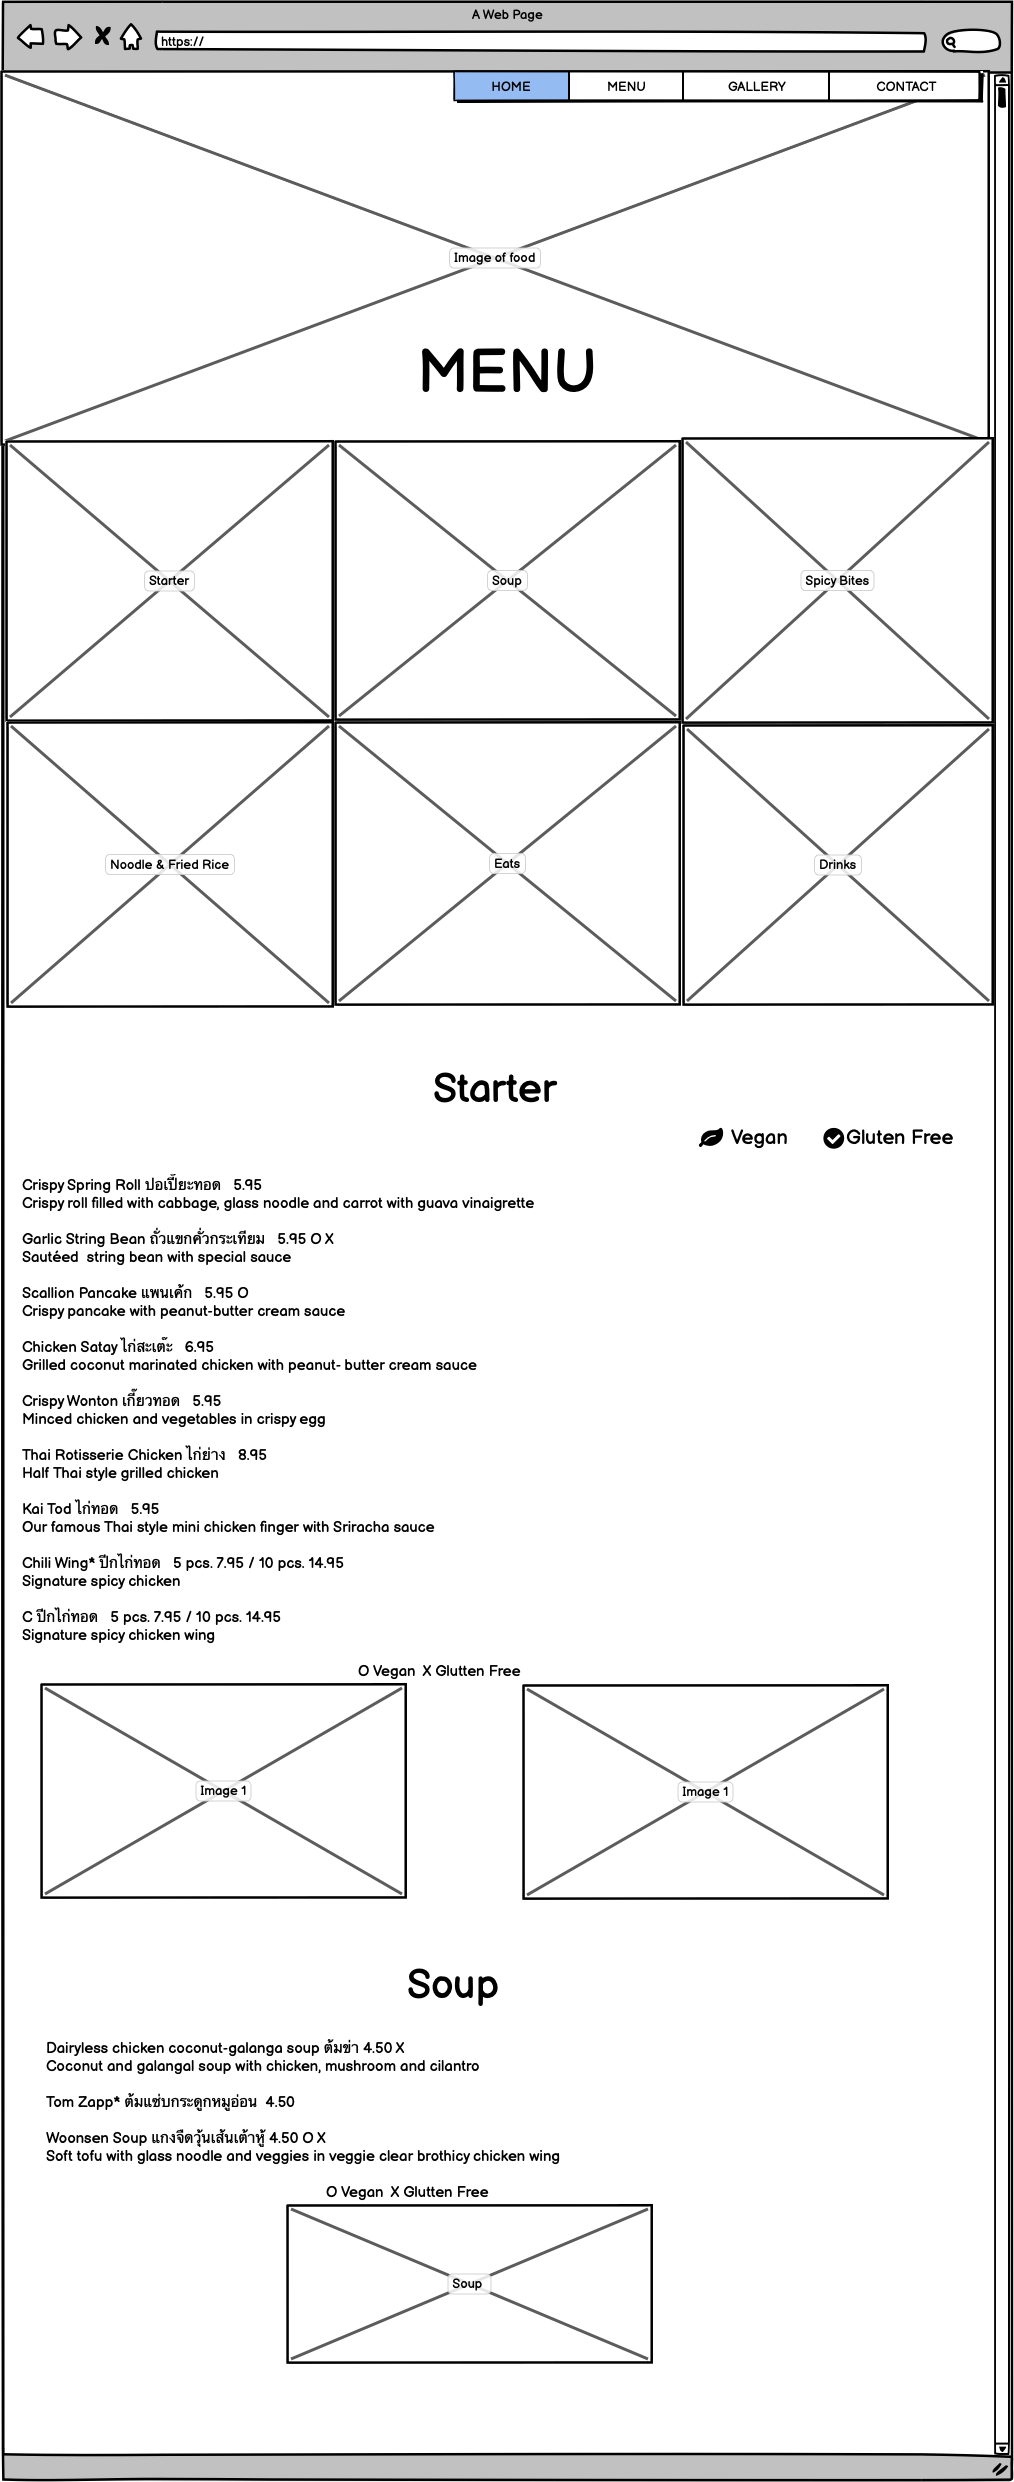 A Web Page
https://
HOME MENU GALLERY CONTACT
Image of food
MENU
Starter Soup Spicy Bites
Noodle & Fried Rice Eats Drinks
Starter
Vegan Gluten Free
Crispy Spring Roll ปอเปี๊ยะทอด 5.95
Crispy roll filled with cabbage, glass noodle and carrot with guava vinaigrette
Garlic String Bean ถั่วแขกคั่วกระเทียม 5.95 O X
Sautéed string bean with special sauce
Scallion Pancake แพนเค้ก 5.95 O
Crispy pancake with peanut-butter cream sauce
Chicken Satay ไก่สะเต๊ะ 6.95
Grilled coconut marinated chicken with peanut- butter cream sauce
Crispy Wonton เกี๊ยวทอด 5.95
Minced chicken and vegetables in crispy egg
Thai Rotisserie Chicken ไก่ย่าง 8.95
Half Thai style grilled chicken
Kai Tod ไก่ทอด 5.95
Our famous Thai style mini chicken finger with Sriracha sauce
Chili Wing* ปีกไก่ทอด 5 pcs. 7.95 / 10 pcs. 14.95
Signature spicy chicken
C ปีกไก่ทอด 5 pcs. 7.95 / 10 pcs. 14.95
Signature spicy chicken wing
O Vegan X Glutten Free
Image 1 Image 1
Soup
Dairyless chicken coconut-galanga soup ต้มข่า 4.50 X
Coconut and galangal soup with chicken, mushroom and cilantro
Tom Zapp* ต้มแซ่บกระดูกหมูอ่อน 4.50
Woonsen Soup แกงจืดวุ้นเส้นเต้าหู้ 4.50 O X
Soft tofu with glass noodle and veggies in veggie clear brothicy chicken wing
O Vegan X Glutten Free
Soup